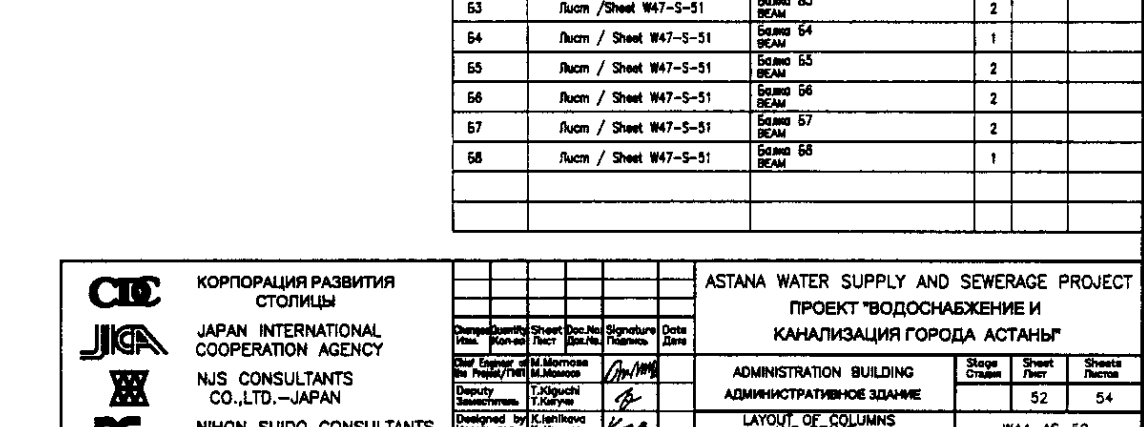 Б3 Лист /Sheet W47-S-51 Балка Б3 2
BEAM
Б4 Лист / Sheet W47-S-51 Балка Б4 1
BEAM
Б5 Лист / Sheet W47-S-51 Балка Б5 2
BEAM
Б6 Лист / Sheet W47-S-51 Балка Б6 2
BEAM
Б7 Лист / Sheet W47-S-51 Балка Б7 2
BEAM
Б8 Лист / Sheet W47-S-51 Балка Б8 1
BEAM
CDC КОРПОРАЦИЯ РАЗВИТИЯ
СТОЛИЦЫ
JICA JAPAN INTERNATIONAL
COOPERATION AGENCY
NJS CONSULTANTS
CO.,LTD.-JAPAN
NIHON SUIDO CONSULTANTS
Changes Quantity Sheet Doc.No. Signature Date
Изм. Кол-во Лист Док.No. Подпись Дата
Chief Engineer of M.Momose
the Project/ГИП М.Момосе
Deputy T.Kiguchi
Заместитель Т.Кигучи
Designed by K.Ishikava
ASTANA WATER SUPPLY AND SEWERAGE PROJECT
ПРОЕКТ "ВОДОСНАБЖЕНИЕ И
КАНАЛИЗАЦИЯ ГОРОДА АСТАНЫ"
ADMINISTRATION BUILDING
АДМИНИСТРАТИВНОЕ ЗДАНИЕ
Stage Sheet Sheets
Стадия Лист Листов
52 54
LAYOUT OF COLUMNS